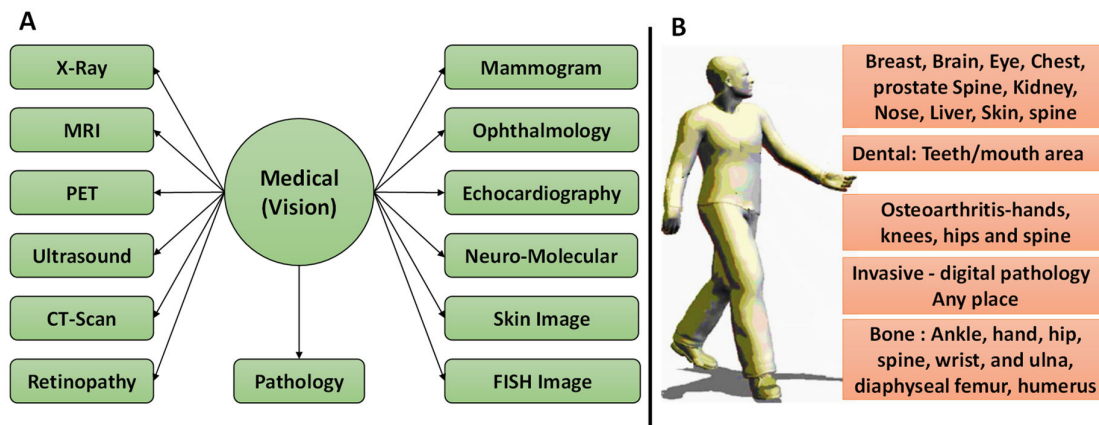 A
X-Ray
MRI
PET
Ultrasound
CT-Scan
Retinopathy
Medical
(Vision)
Pathology
Mammogram
Ophthalmology
Echocardiography
Neuro-Molecular
Skin Image
FISH Image
B
Breast, Brain, Eye, Chest,
prostate Spine, Kidney,
Nose, Liver, Skin, spine
Dental: Teeth/mouth area
Osteoarthritis-hands,
knees, hips and spine
Invasive - digital pathology
Any place
Bone : Ankle, hand, hip,
spine, wrist, and ulna,
diaphyseal femur, humerus